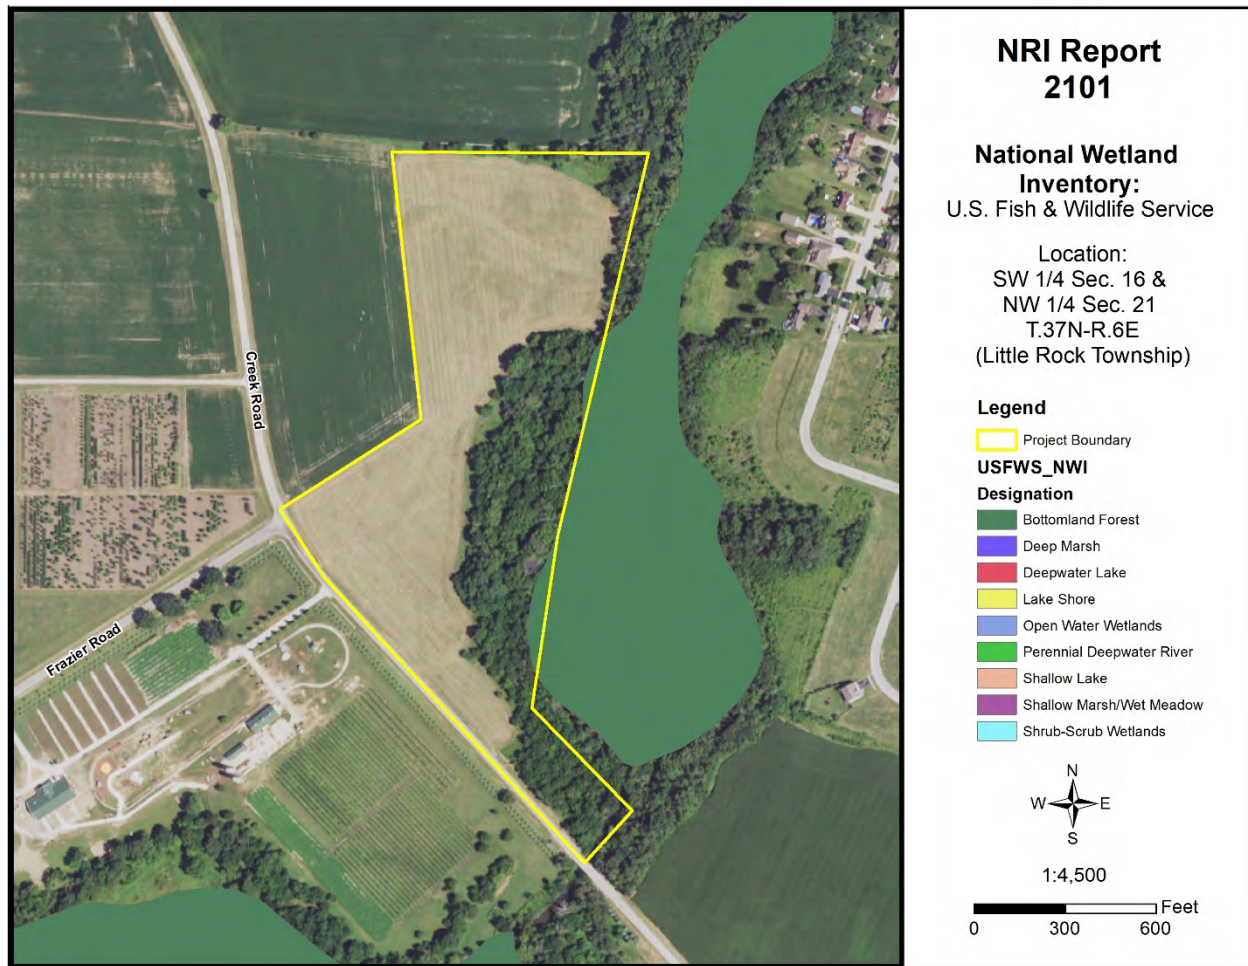 NRI Report
2101
National Wetland
Inventory:
U.S. Fish & Wildlife Service
Location:
SW 1/4 Sec. 16 &
NW 1/4 Sec. 21
T.37N-R.6E
(Little Rock Township)
Legend
Project Boundary
USFWS_NWI
Designation
Bottomland Forest
Deep Marsh
Deepwater Lake
Lake Shore
Open Water Wetlands
Perennial Deepwater River
Shallow Lake
Shallow Marsh/Wet Meadow
Shrub-Scrub Wetlands
N
W E
S
1:4,500
Feet
0 300 600
Creek Road
Frazier Road